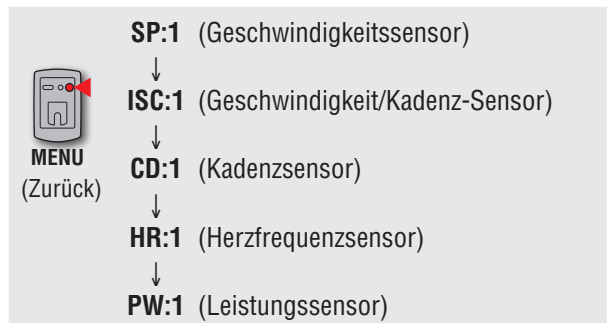 SP:1 (Geschwindigkeitssensor)
↓
ISC:1 (Geschwindigkeit/Kadenz-Sensor)
↓
CD:1 (Kadenzsensor)
↓
HR:1 (Herzfrequenzsensor)
↓
PW:1 (Leistungssensor)
MENU
(Zurück)